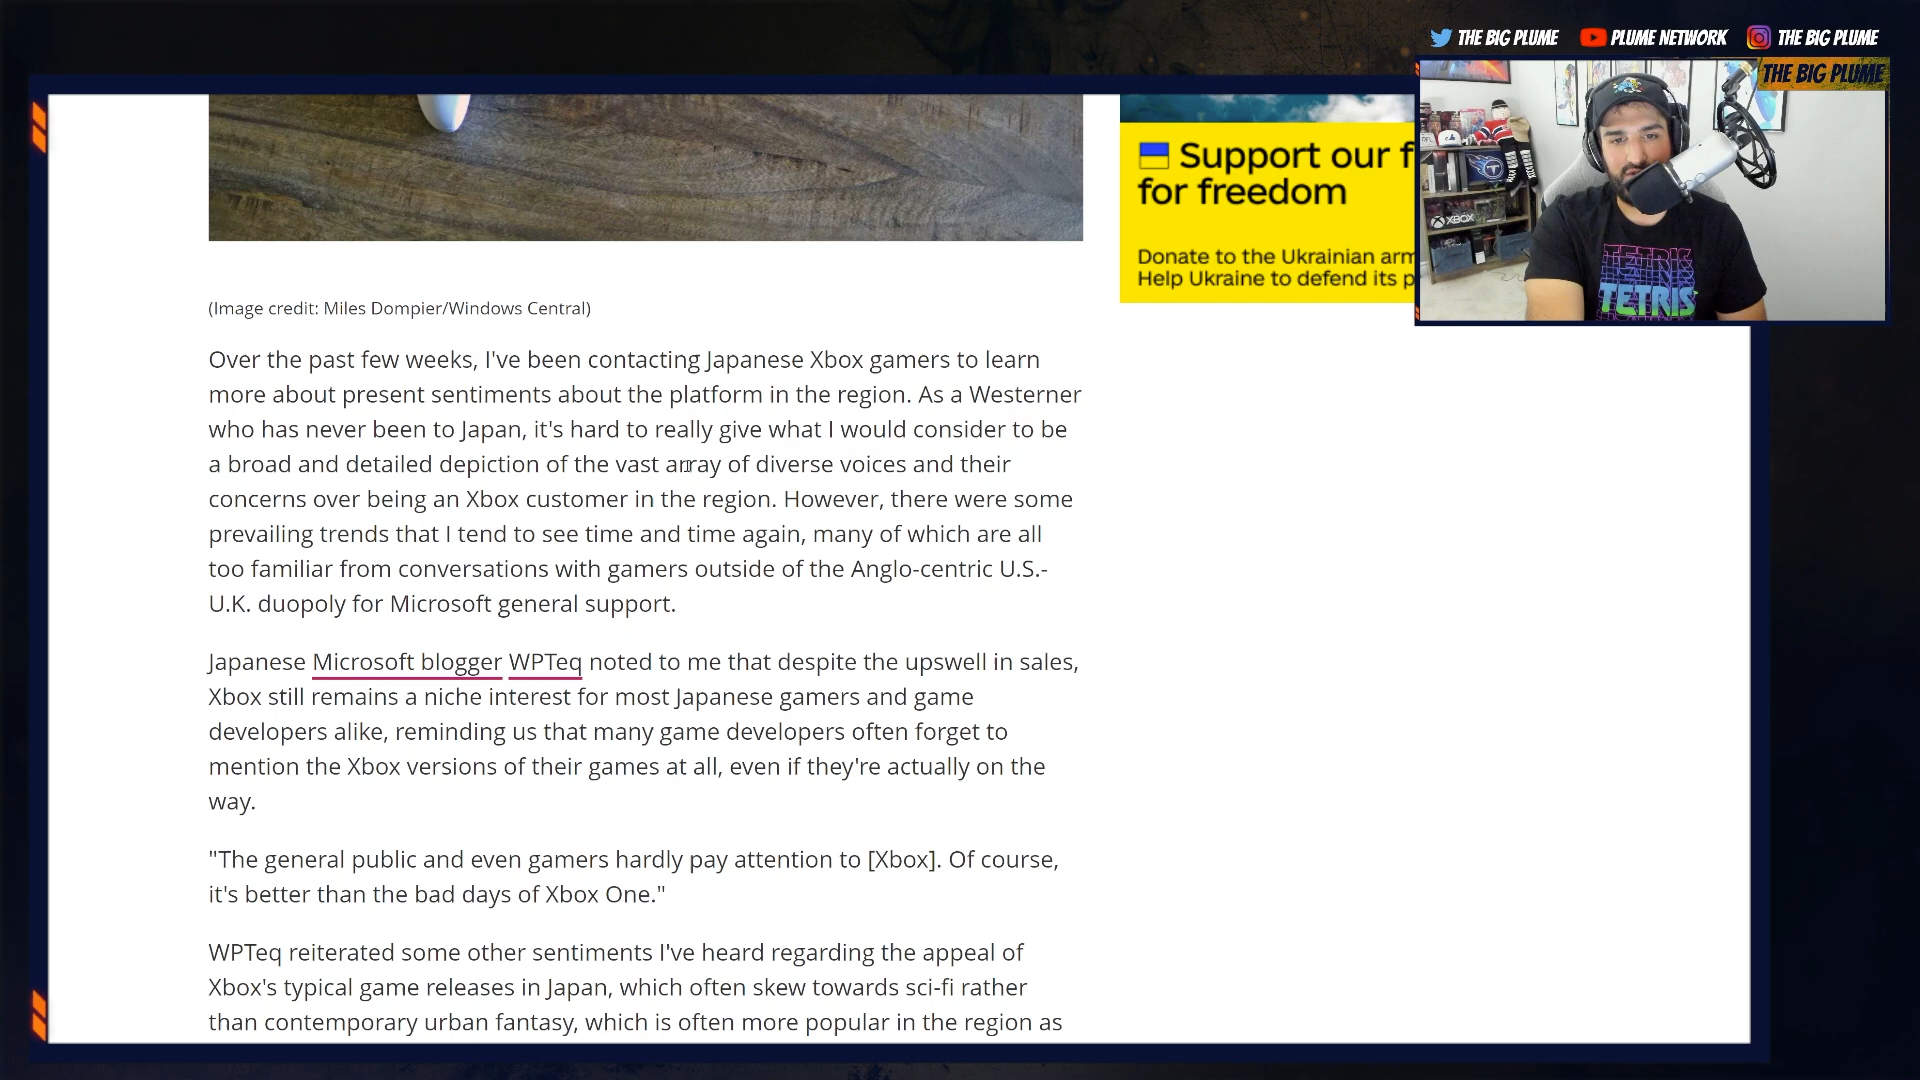 THE BIG PLUME PLUME NETWORK THE BIG PLUME
THE BIG PLUME
Support our f
for freedom
Donate to the Ukrainian arm
Help Ukraine to defend its p
XBOX
TETRIS
TETRIS
(Image credit: Miles Dompier/Windows Central)
Over the past few weeks, I've been contacting Japanese Xbox gamers to learn
more about present sentiments about the platform in the region. As a Westerner
who has never been to Japan, it's hard to really give what I would consider to be
a broad and detailed depiction of the vast array of diverse voices and their
concerns over being an Xbox customer in the region. However, there were some
prevailing trends that I tend to see time and time again, many of which are all
too familiar from conversations with gamers outside of the Anglo-centric U.S.-
U.K. duopoly for Microsoft general support.
Japanese Microsoft blogger WPTeq noted to me that despite the upswell in sales,
Xbox still remains a niche interest for most Japanese gamers and game
developers alike, reminding us that many game developers often forget to
mention the Xbox versions of their games at all, even if they're actually on the
way.
"The general public and even gamers hardly pay attention to [Xbox]. Of course,
it's better than the bad days of Xbox One."
WPTeq reiterated some other sentiments I've heard regarding the appeal of
Xbox's typical game releases in Japan, which often skew towards sci-fi rather
than contemporary urban fantasy, which is often more popular in the region as